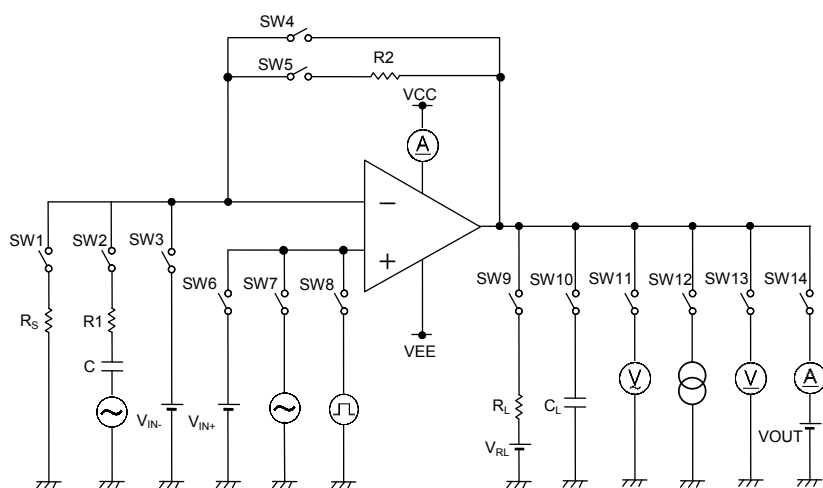 SW4
SW5
R2
VCC
A
SW1
SW2
SW3
−
+
SW6
SW7
SW8
SW9
SW10
SW11
SW12
SW13
SW14
RS
R1
VEE
C
V
V
A
VIN-
VIN+
RL
CL
VRL
VOUT